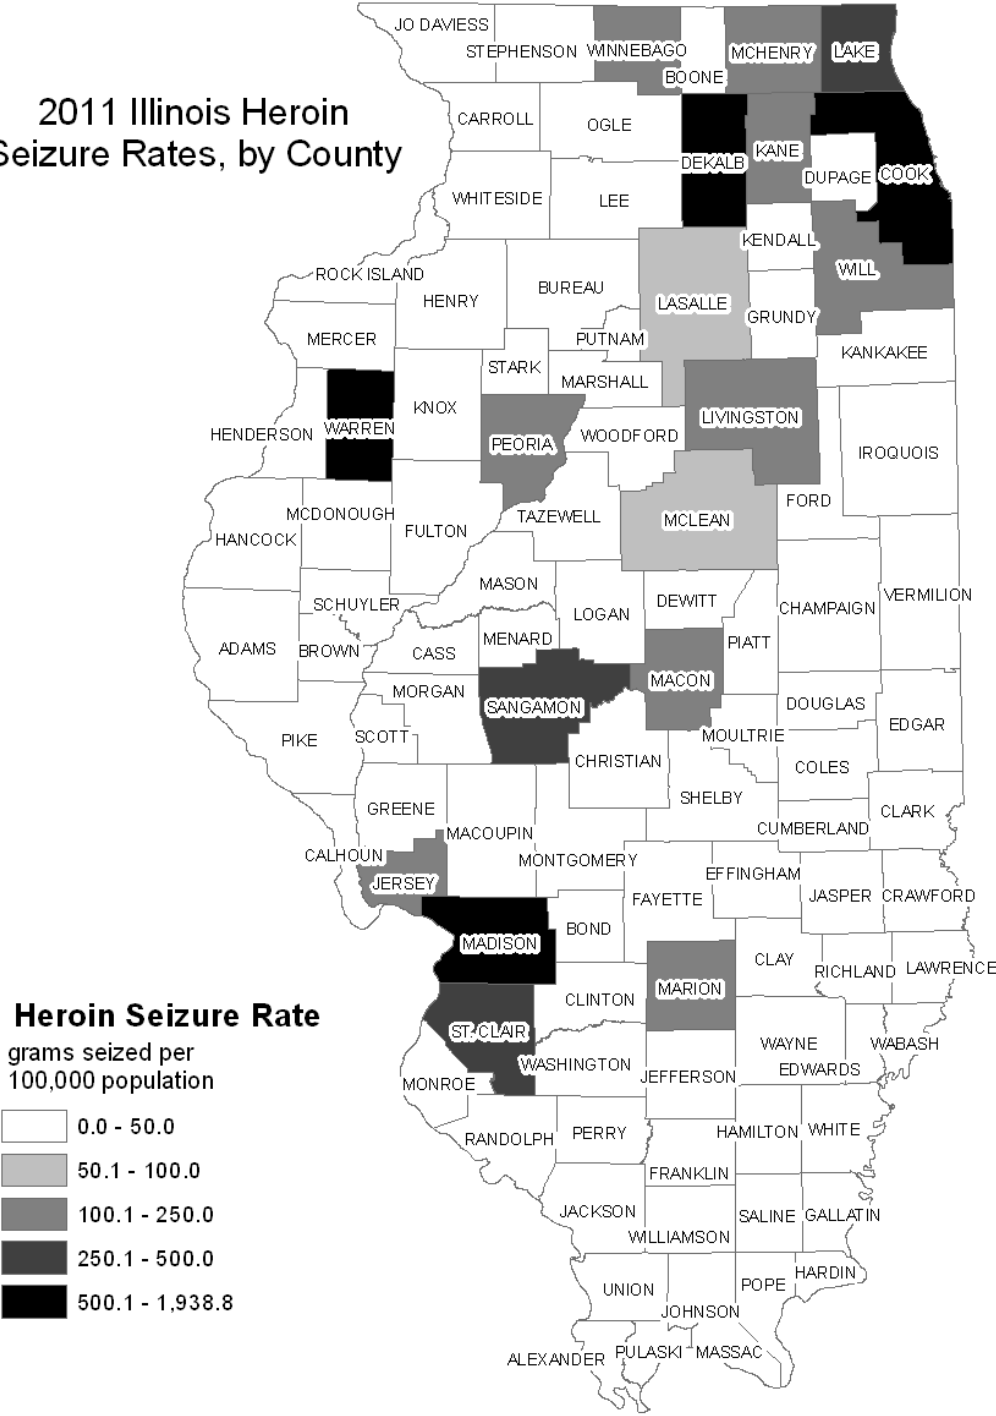 2011 Illinois Heroin
Seizure Rates, by County
JO DAVIESS
STEPHENSON
WINNEBAGO
BOONE
MCHENRY
LAKE
CARROLL
OGLE
DEKALB
KANE
DUPAGE
COOK
WHITESIDE
LEE
KENDALL
ROCK ISLAND
HENRY
BUREAU
LASALLE
WILL
GRUNDY
MERCER
PUTNAM
KANKAKEE
STARK
MARSHALL
HENDERSON
WARREN
KNOX
PEORIA
WOODFORD
LIVINGSTON
IROQUOIS
MCDONOUGH
HANCOCK
FULTON
TAZEWELL
MCLEAN
FORD
SCHUYLER
MASON
LOGAN
DEWITT
CHAMPAIGN
VERMILION
ADAMS
BROWN
CASS
MENARD
PIATT
MORGAN
SANGAMON
MACON
DOUGLAS
EDGAR
PIKE
SCOTT
CHRISTIAN
MOULTRIE
COLES
GREENE
MACOUPIN
SHELBY
CUMBERLAND
CLARK
CALHOUN
JERSEY
MONTGOMERY
FAYETTE
EFFINGHAM
JASPER
CRAWFORD
MADISON
BOND
CLAY
RICHLAND
LAWRENCE
MARION
CLINTON
ST. CLAIR
WASHINGTON
WAYNE
EDWARDS
WABASH
MONROE
JEFFERSON
RANDOLPH
PERRY
HAMILTON
WHITE
FRANKLIN
JACKSON
WILLIAMSON
SALINE
GALLATIN
UNION
JOHNSON
POPE
HARDIN
ALEXANDER
PULASKI
MASSAC
Heroin Seizure Rate
grams seized per
100,000 population
0.0 - 50.0
50.1 - 100.0
100.1 - 250.0
250.1 - 500.0
500.1 - 1,938.8